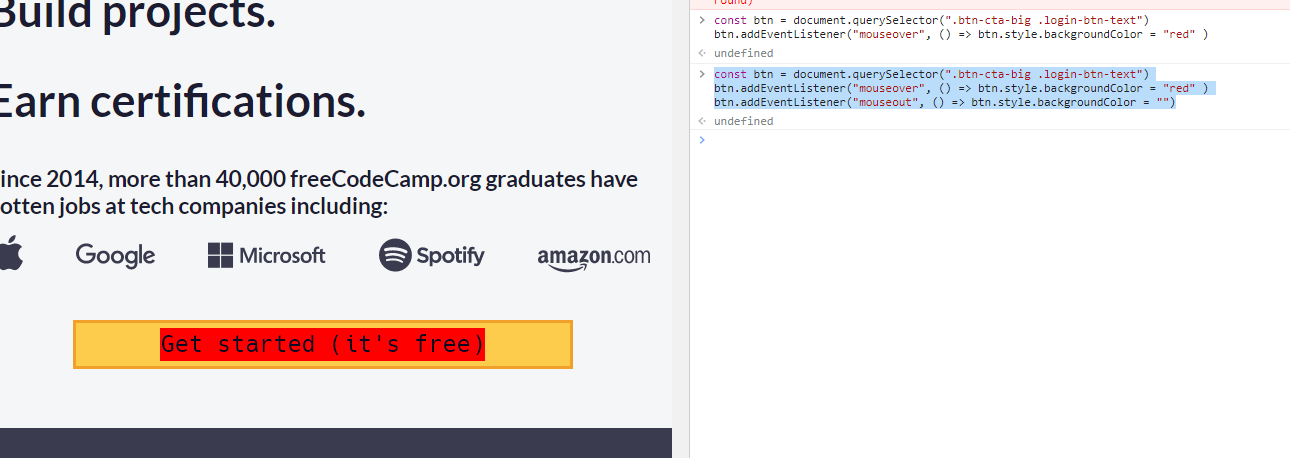 Build projects.
Earn certifications.
ince 2014, more than 40,000 freeCodeCamp.org graduates have
otten jobs at tech companies including:
Google Microsoft Spotify amazon.com
Get started (it's free)
found)
const btn = document.querySelector(".btn-cta-big .login-btn-text")
btn.addEventListener("mouseover", () => btn.style.backgroundColor = "red" )
undefined
const btn = document.querySelector(".btn-cta-big .login-btn-text")
btn.addEventListener("mouseover", () => btn.style.backgroundColor = "red" )
btn.addEventListener("mouseout", () => btn.style.backgroundColor = "")
undefined